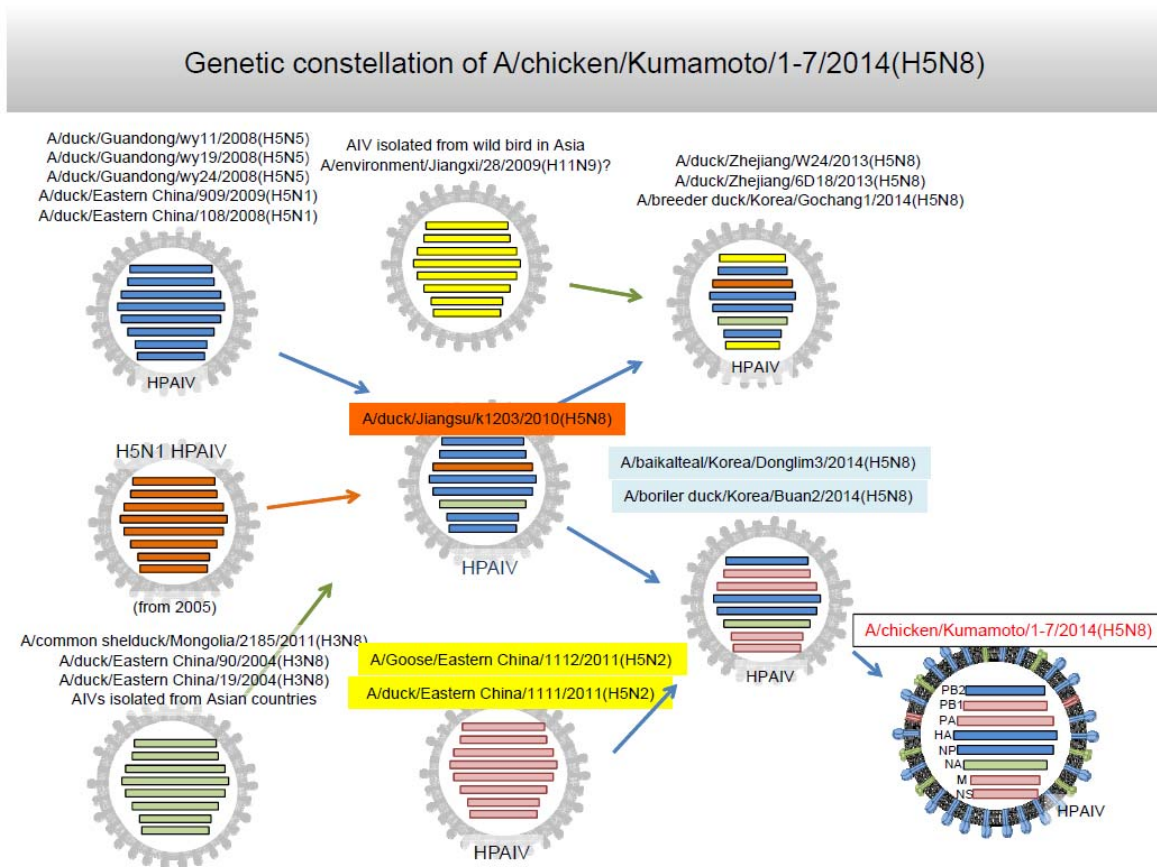 Genetic constellation of A/chicken/Kumamoto/1-7/2014(H5N8)
A/duck/Guandong/wy11/2008(H5N5)
A/duck/Guandong/wy19/2008(H5N5)
A/duck/Guandong/wy24/2008(H5N5)
A/duck/Eastern China/909/2009(H5N1)
A/duck/Eastern China/108/2008(H5N1)
HPAIV
AIV isolated from wild bird in Asia
A/environment/Jiangxi/28/2009(H11N9)?
A/duck/Zhejiang/W24/2013(H5N8)
A/duck/Zhejiang/6D18/2013(H5N8)
A/breeder duck/Korea/Gochang1/2014(H5N8)
HPAIV
A/duck/Jiangsu/k1203/2010(H5N8)
HPAIV
H5N1 HPAIV
(from 2005)
A/baikalteal/Korea/Donglim3/2014(H5N8)
A/boriler duck/Korea/Buan2/2014(H5N8)
HPAIV
A/common shelduck/Mongolia/2185/2011(H3N8)
A/duck/Eastern China/90/2004(H3N8)
A/duck/Eastern China/19/2004(H3N8)
AIVs isolated from Asian countries
A/Goose/Eastern China/1112/2011(H5N2)
A/duck/Eastern China/1111/2011(H5N2)
HPAIV
A/chicken/Kumamoto/1-7/2014(H5N8)
PB2
PB1
PA
HA
NP
NA
M
NS
HPAIV